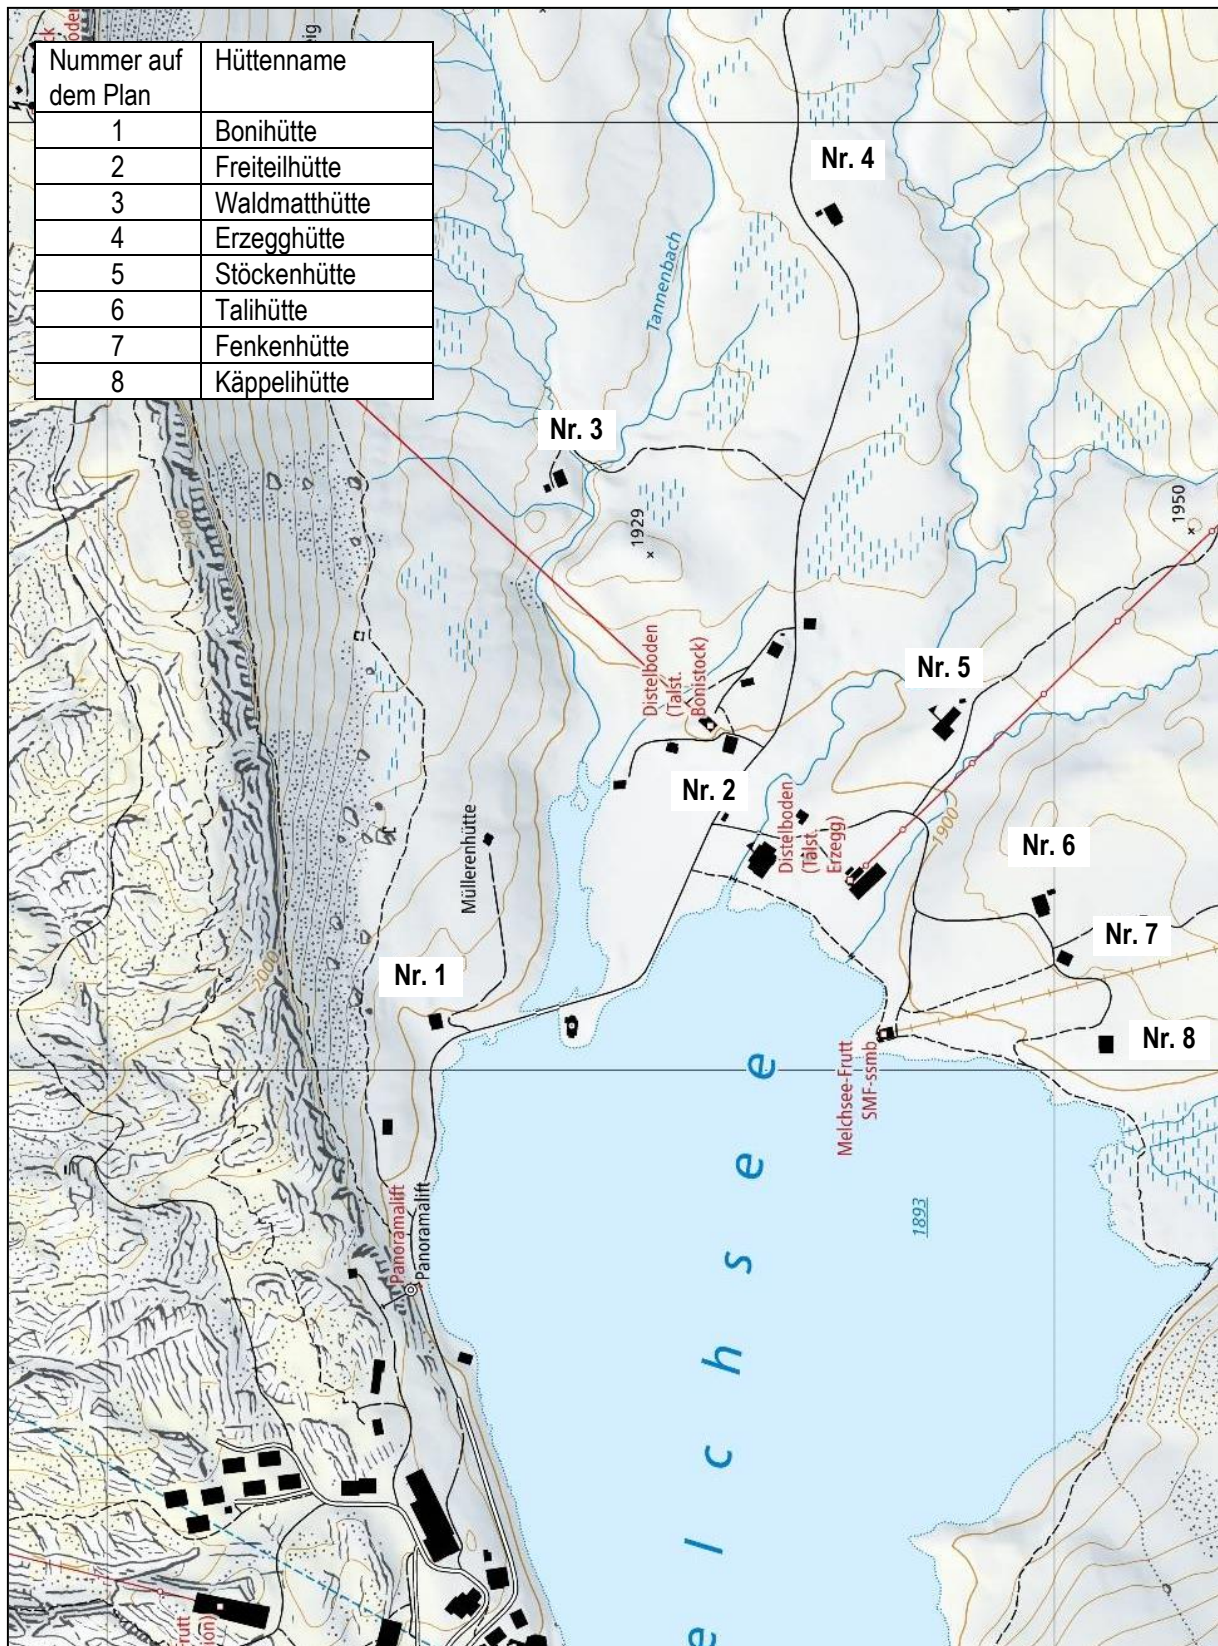 Nummer auf dem Plan
Hüttenname
1 Bonihütte
2 Freiteilhütte
3 Waldmatthütte
4 Erzegghütte
5 Stöckenhütte
6 Talihütte
7 Fenkenhütte
8 Käppelihütte
Nr. 4
Tannenbach
Nr. 3
2100
1929
1950
Distelboden
(Talst.
Bonistock)
Nr. 5
Nr. 2
Distelboden
(Talst.
Erzegg)
1900
Nr. 6
Müllerenhütte
Nr. 7
Nr. 1
2000
Nr. 8
Melchsee-Frutt
SMF-ssmb
Panoramalift
Panoramalift
1893
elchsee